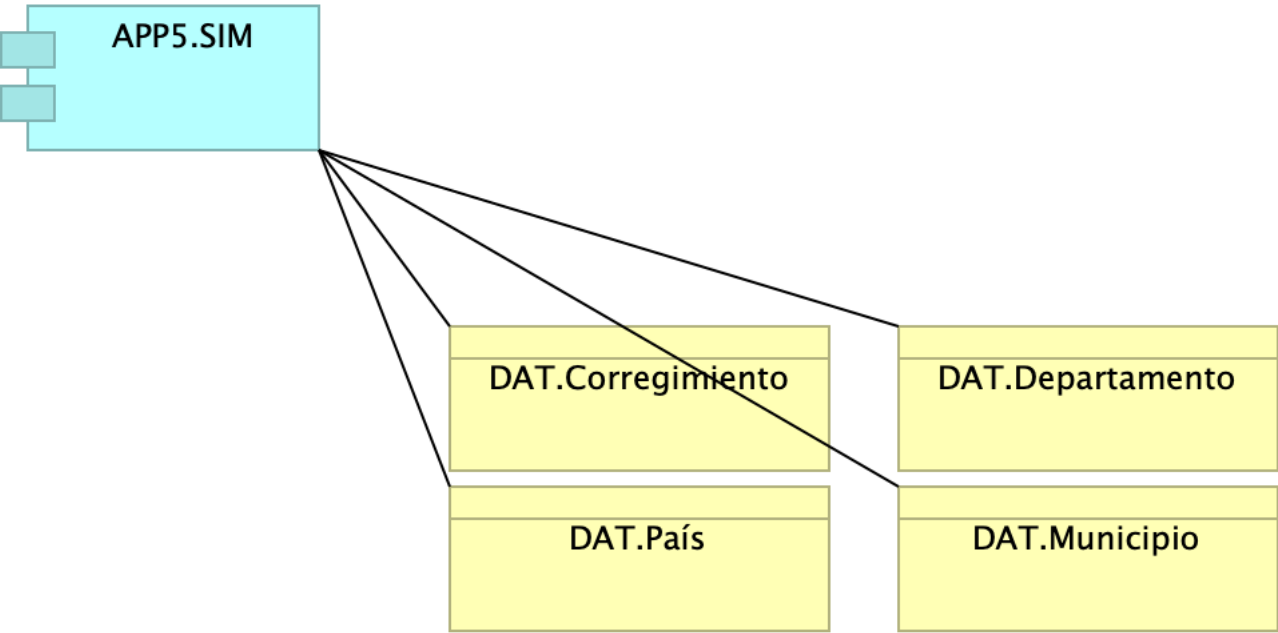 APP5.SIM
DAT.Corregimiento
DAT.Departamento
DAT.País
DAT.Municipio